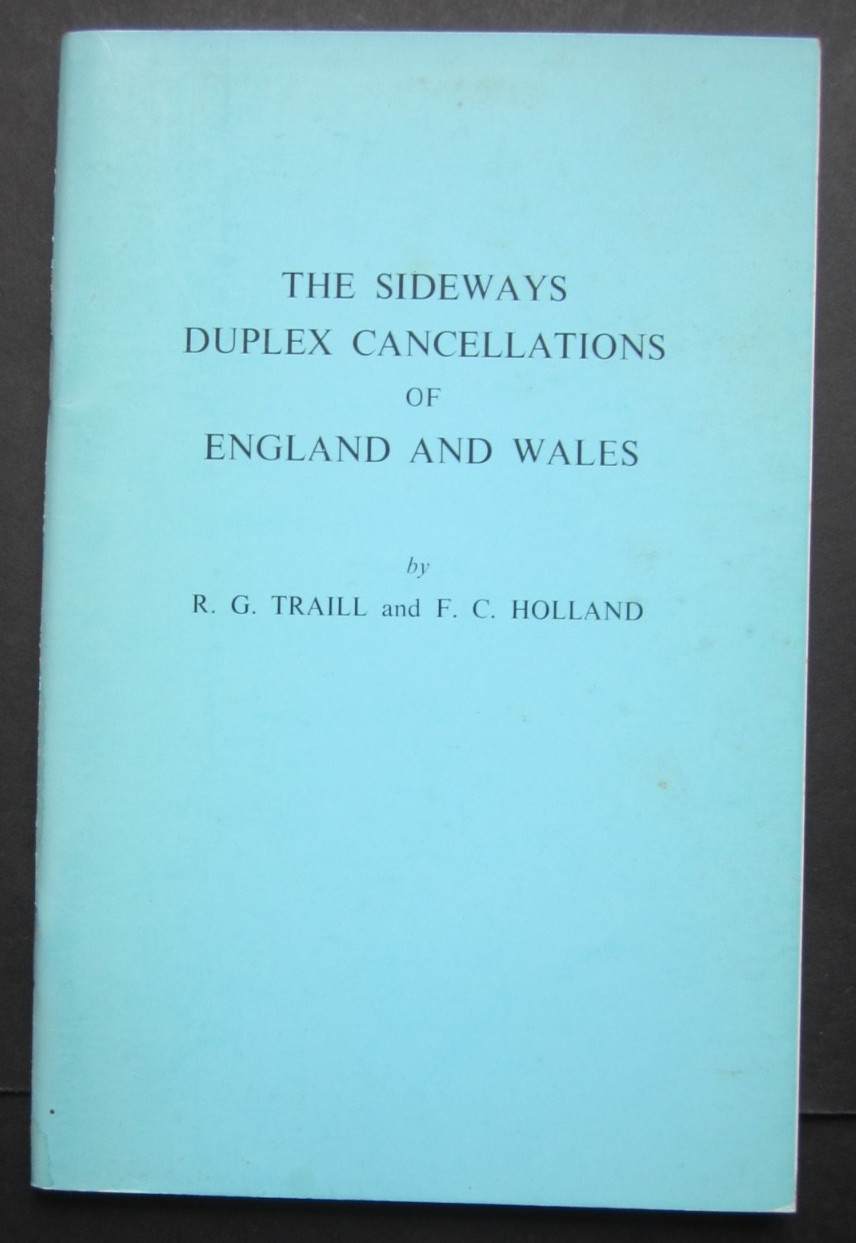 THE SIDEWAYS
DUPLEX CANCELLATIONS
OF
ENGLAND AND WALES
by
R. G. TRAILL and F. C. HOLLAND